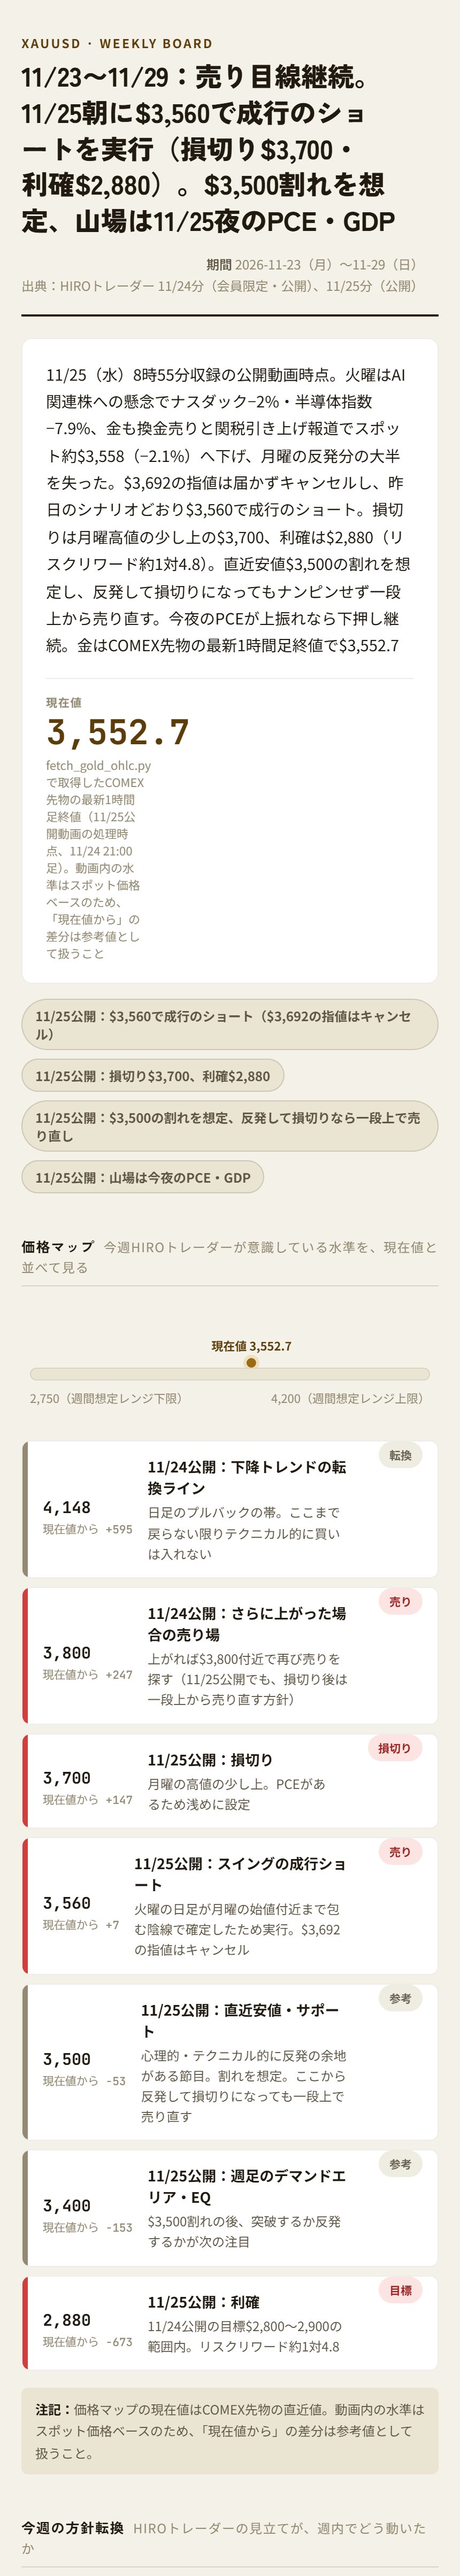 XAUUSD · WEEKLY BOARD
11/23〜11/29：売り目線継続。
11/25朝に$3,560で成行のショ
ートを実行（損切り$3,700・
利確$2,880）。$3,500割れを想
定、山場は11/25夜のPCE・GDP
期間 2026-11-23（月）〜11-29（日）
出典：HIROトレーダー 11/24分（会員限定・公開）、11/25分（公開）
11/25（水）8時55分収録の公開動画時点。火曜はAI
関連株への懸念でナスダック−2%・半導体指数
−7.9%、金も換金売りと関税引き上げ報道でスポッ
ト約$3,558（−2.1%）へ下げ、月曜の反発分の大半
を失った。$3,692の指値は届かずキャンセルし、昨
日のシナリオどおり$3,560で成行のショート。損切
りは月曜高値の少し上の$3,700、利確は$2,880（リ
スクリワード約1対4.8）。直近安値$3,500の割れを想
定し、反発して損切りになってもナンピンせず一段
上から売り直す。今夜のPCEが上振れなら下押し継
続。金はCOMEX先物の最新1時間足終値で$3,552.7
現在値
3,552.7
fetch_gold_ohlc.py
で取得したCOMEX
先物の最新1時間
足終値（11/25公
開動画の処理時
点、11/24 21:00
足）。動画内の水
準はスポット価格
ベースのため、
「現在値から」の
差分は参考値とし
て扱うこと
11/25公開：$3,560で成行のショート（$3,692の指値はキャンセ
ル）
11/25公開：損切り$3,700、利確$2,880
11/25公開：$3,500の割れを想定、反発して損切りなら一段上で売
り直し
11/25公開：山場は今夜のPCE・GDP
価格マップ 今週HIROトレーダーが意識している水準を、現在値と
並べて見る
現在値 3,552.7
2,750（週間想定レンジ下限） 4,200（週間想定レンジ上限）
4,148
現在値から +595
11/24公開：下降トレンドの転
換ライン
日足のプルバックの帯。ここまで
戻らない限りテクニカル的に買い
は入れない
転換
3,800
現在値から +247
11/24公開：さらに上がった場
合の売り場
上がれば$3,800付近で再び売りを
探す（11/25公開でも、損切り後は
一段上から売り直す方針）
売り
3,700
現在値から +147
11/25公開：損切り
月曜の高値の少し上。PCEがあ
るため浅めに設定
損切り
3,560
現在値から +7
11/25公開：スイングの成行ショ
ート
火曜の日足が月曜の始値付近まで包
む陰線で確定したため実行。$3,692
の指値はキャンセル
売り
3,500
現在値から -53
11/25公開：直近安値・サポー
ト
心理的・テクニカル的に反発の余地
がある節目。割れを想定。ここから
反発して損切りになっても一段上で
売り直す
参考
3,400
現在値から -153
11/25公開：週足のデマンドエ
リア・EQ
$3,500割れの後、突破するか反発
するかが次の注目
参考
2,880
現在値から -673
11/25公開：利確
11/24公開の目標$2,800〜2,900の
範囲内。リスクリワード約1対4.8
目標
注記：価格マップの現在値はCOMEX先物の直近値。動画内の水準は
スポット価格ベースのため、「現在値から」の差分は参考値として
扱うこと。
今週の方針転換 HIROトレーダーの見立てが、週内でどう動いた
か